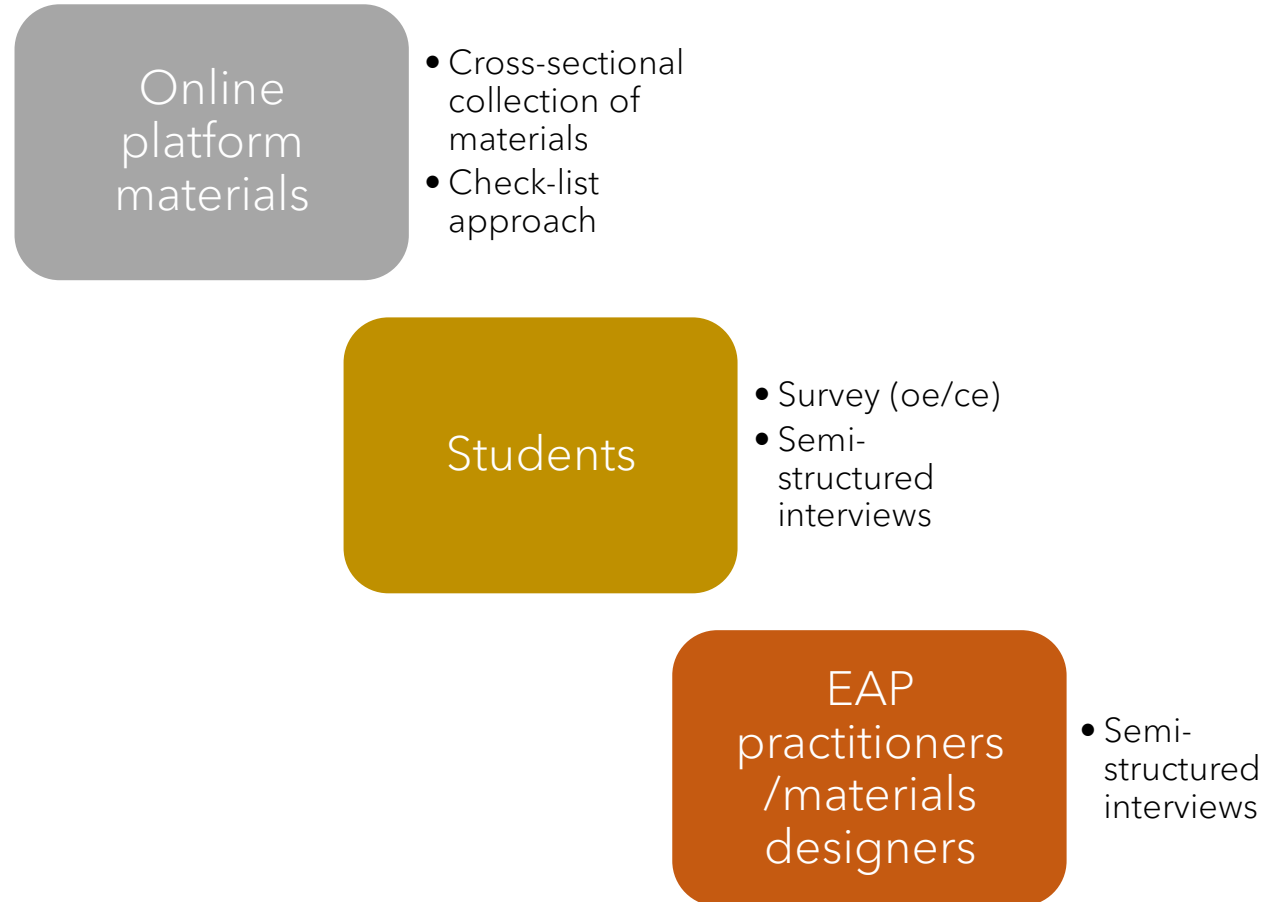 Online
platform
materials
• Cross-sectional
collection of
materials
• Check-list
approach
Students
• Survey (oe/ce)
• Semi-
structured
interviews
EAP
practitioners
/materials
designers
• Semi-
structured
interviews